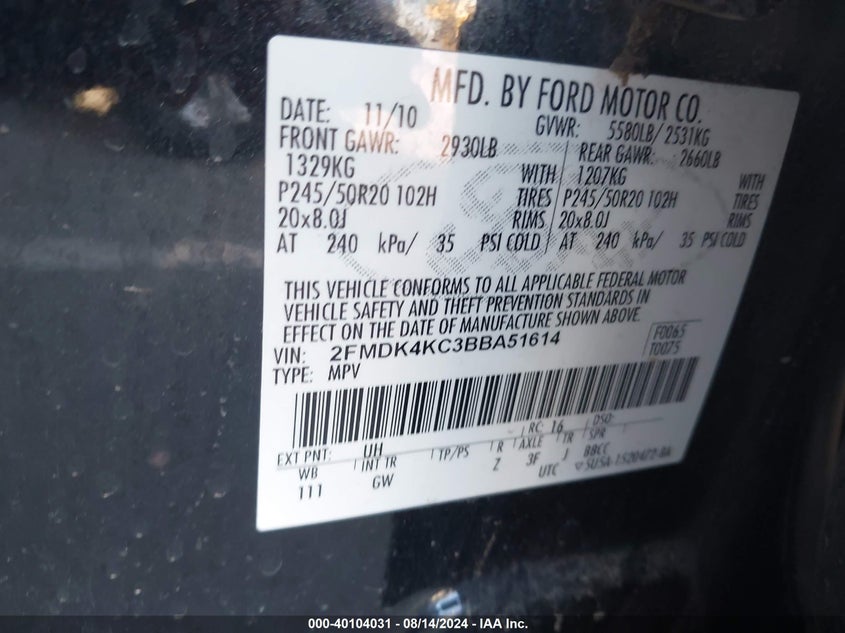 MFD. BY FORD MOTOR CO.
DATE: 11/10 GVWR: 5580LB/ 2531KG
FRONT GAWR: 2930LB REAR GAWR: 2660LB
1329KG WITH 1207KG WITH
P245/50R20 102H TIRES P245/50R20 102H TIRES
20x8.0J RIMS 20x8.0J RIMS
AT 240 kPa/ 35 PSI COLD AT 240 kPa/ 35 PSI COLD
THIS VEHICLE CONFORMS TO ALL APPLICABLE FEDERAL MOTOR
VEHICLE SAFETY AND THEFT PREVENTION STANDARDS IN
EFFECT ON THE DATE OF MANUFACTURE SHOWN ABOVE.
VIN: 2FMDK4KC3BBA51614 F0065
TYPE: MPV T0075
EXT PNT: UH RC: 16 DSO:
WB INT TR TP/PS R AXLE TR SPR
111 GW Z 3F J BBCC
UTC
000-40104031 - 08/14/2024 - IAA Inc.